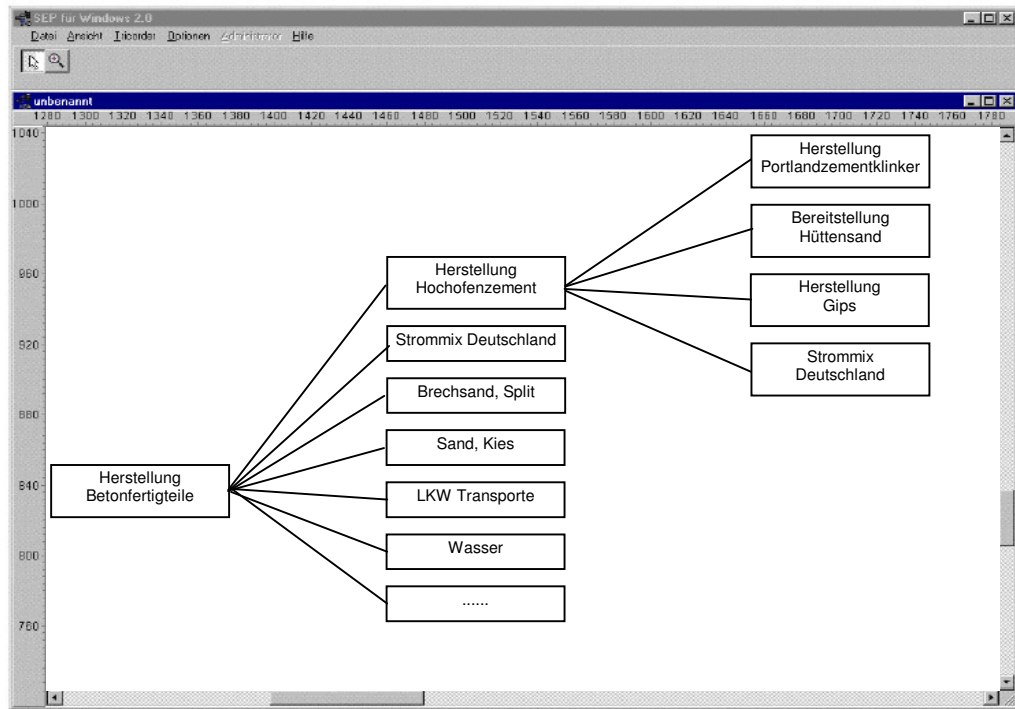 SEP für Windows 2.0
Datei Ansicht Tricorder Optionen Administrator Hilfe
unbenannt
1280 1300 1320 1340 1360 1380 1400 1420 1440 1460 1480 1500 1520 1540 1560 1580 1600 1620 1640 1660 1680 1700 1720 1740 1760 1780
1040
1000
960
920
880
840
800
760
Herstellung
Portlandzementklinker
Bereitstellung
Hüttensand
Herstellung
Hochofenzement
Herstellung
Gips
Strommix Deutschland
Strommix
Deutschland
Brechsand, Split
Sand, Kies
Herstellung
Betonfertigteile
LKW Transporte
Wasser
......